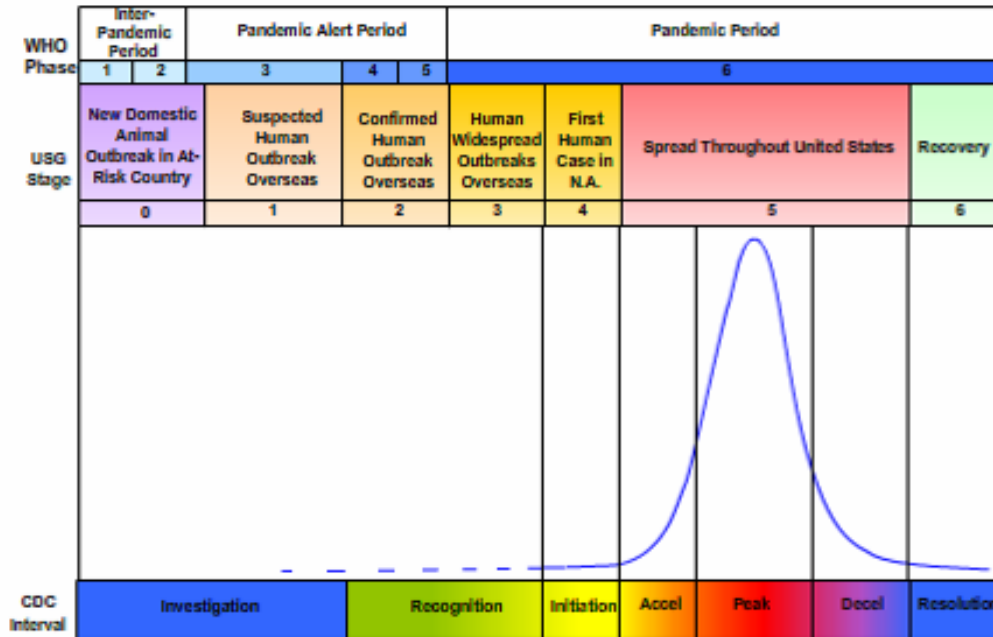 Inter-
Pandemic
Period
Pandemic Alert Period
Pandemic Period
WHO
Phase
1 2 3 4 5 6
New Domestic
Animal
Outbreak in At-
Risk Country
Suspected
Human
Outbreak
Overseas
Confirmed
Human
Outbreak
Overseas
Human
Widespread
Outbreaks
Overseas
First
Human
Case in
N.A.
Spread Throughout United States
Recovery
USG
Stage
0 1 2 3 4 5 6
CDC
Interval
Investigation Recognition Initiation Accel Peak Decel Resolution